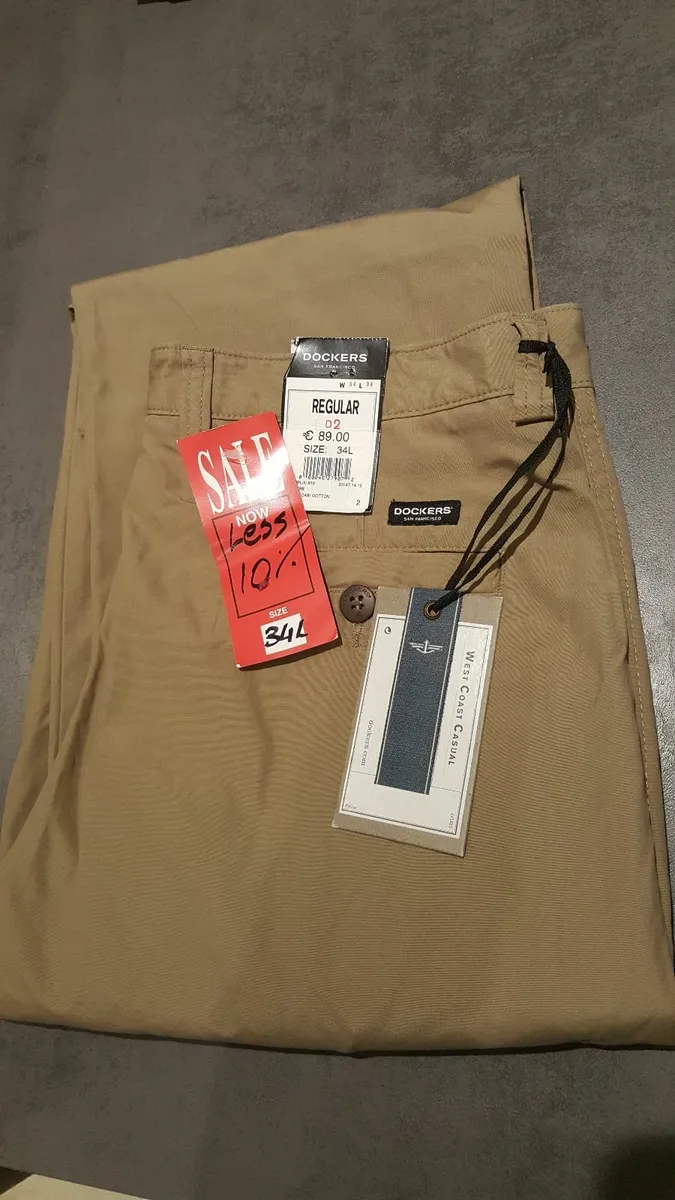 DOCKERS
SAN FRANCISCO
W 34 L 34
REGULAR
D2
€ 89.00
SIZE: 34L
2
SALE
NOW
Less
10%
SIZE
34L
DOCKERS
SAN FRANCISCO
WEST COAST CASUAL
dockers.com